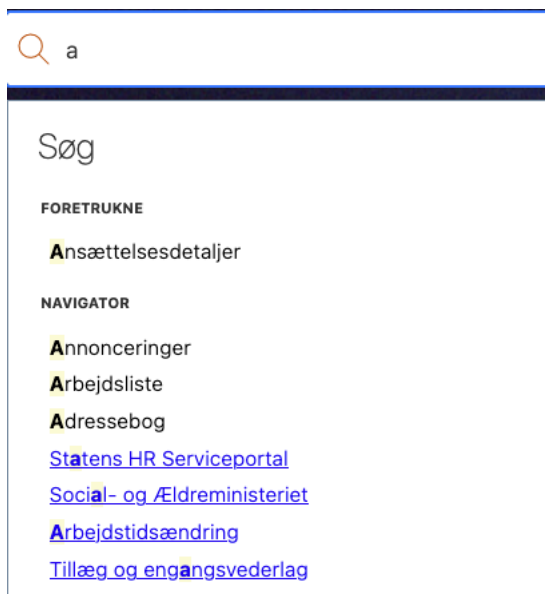 a
Søg
FORETRUKNE
Ansættelsesdetaljer
NAVIGATOR
Annonceringer
Arbejdsliste
Adressebog
Statens HR Serviceportal
Social- og Ældreministeriet
Arbejdstidsændring
Tillæg og engangsvederlag